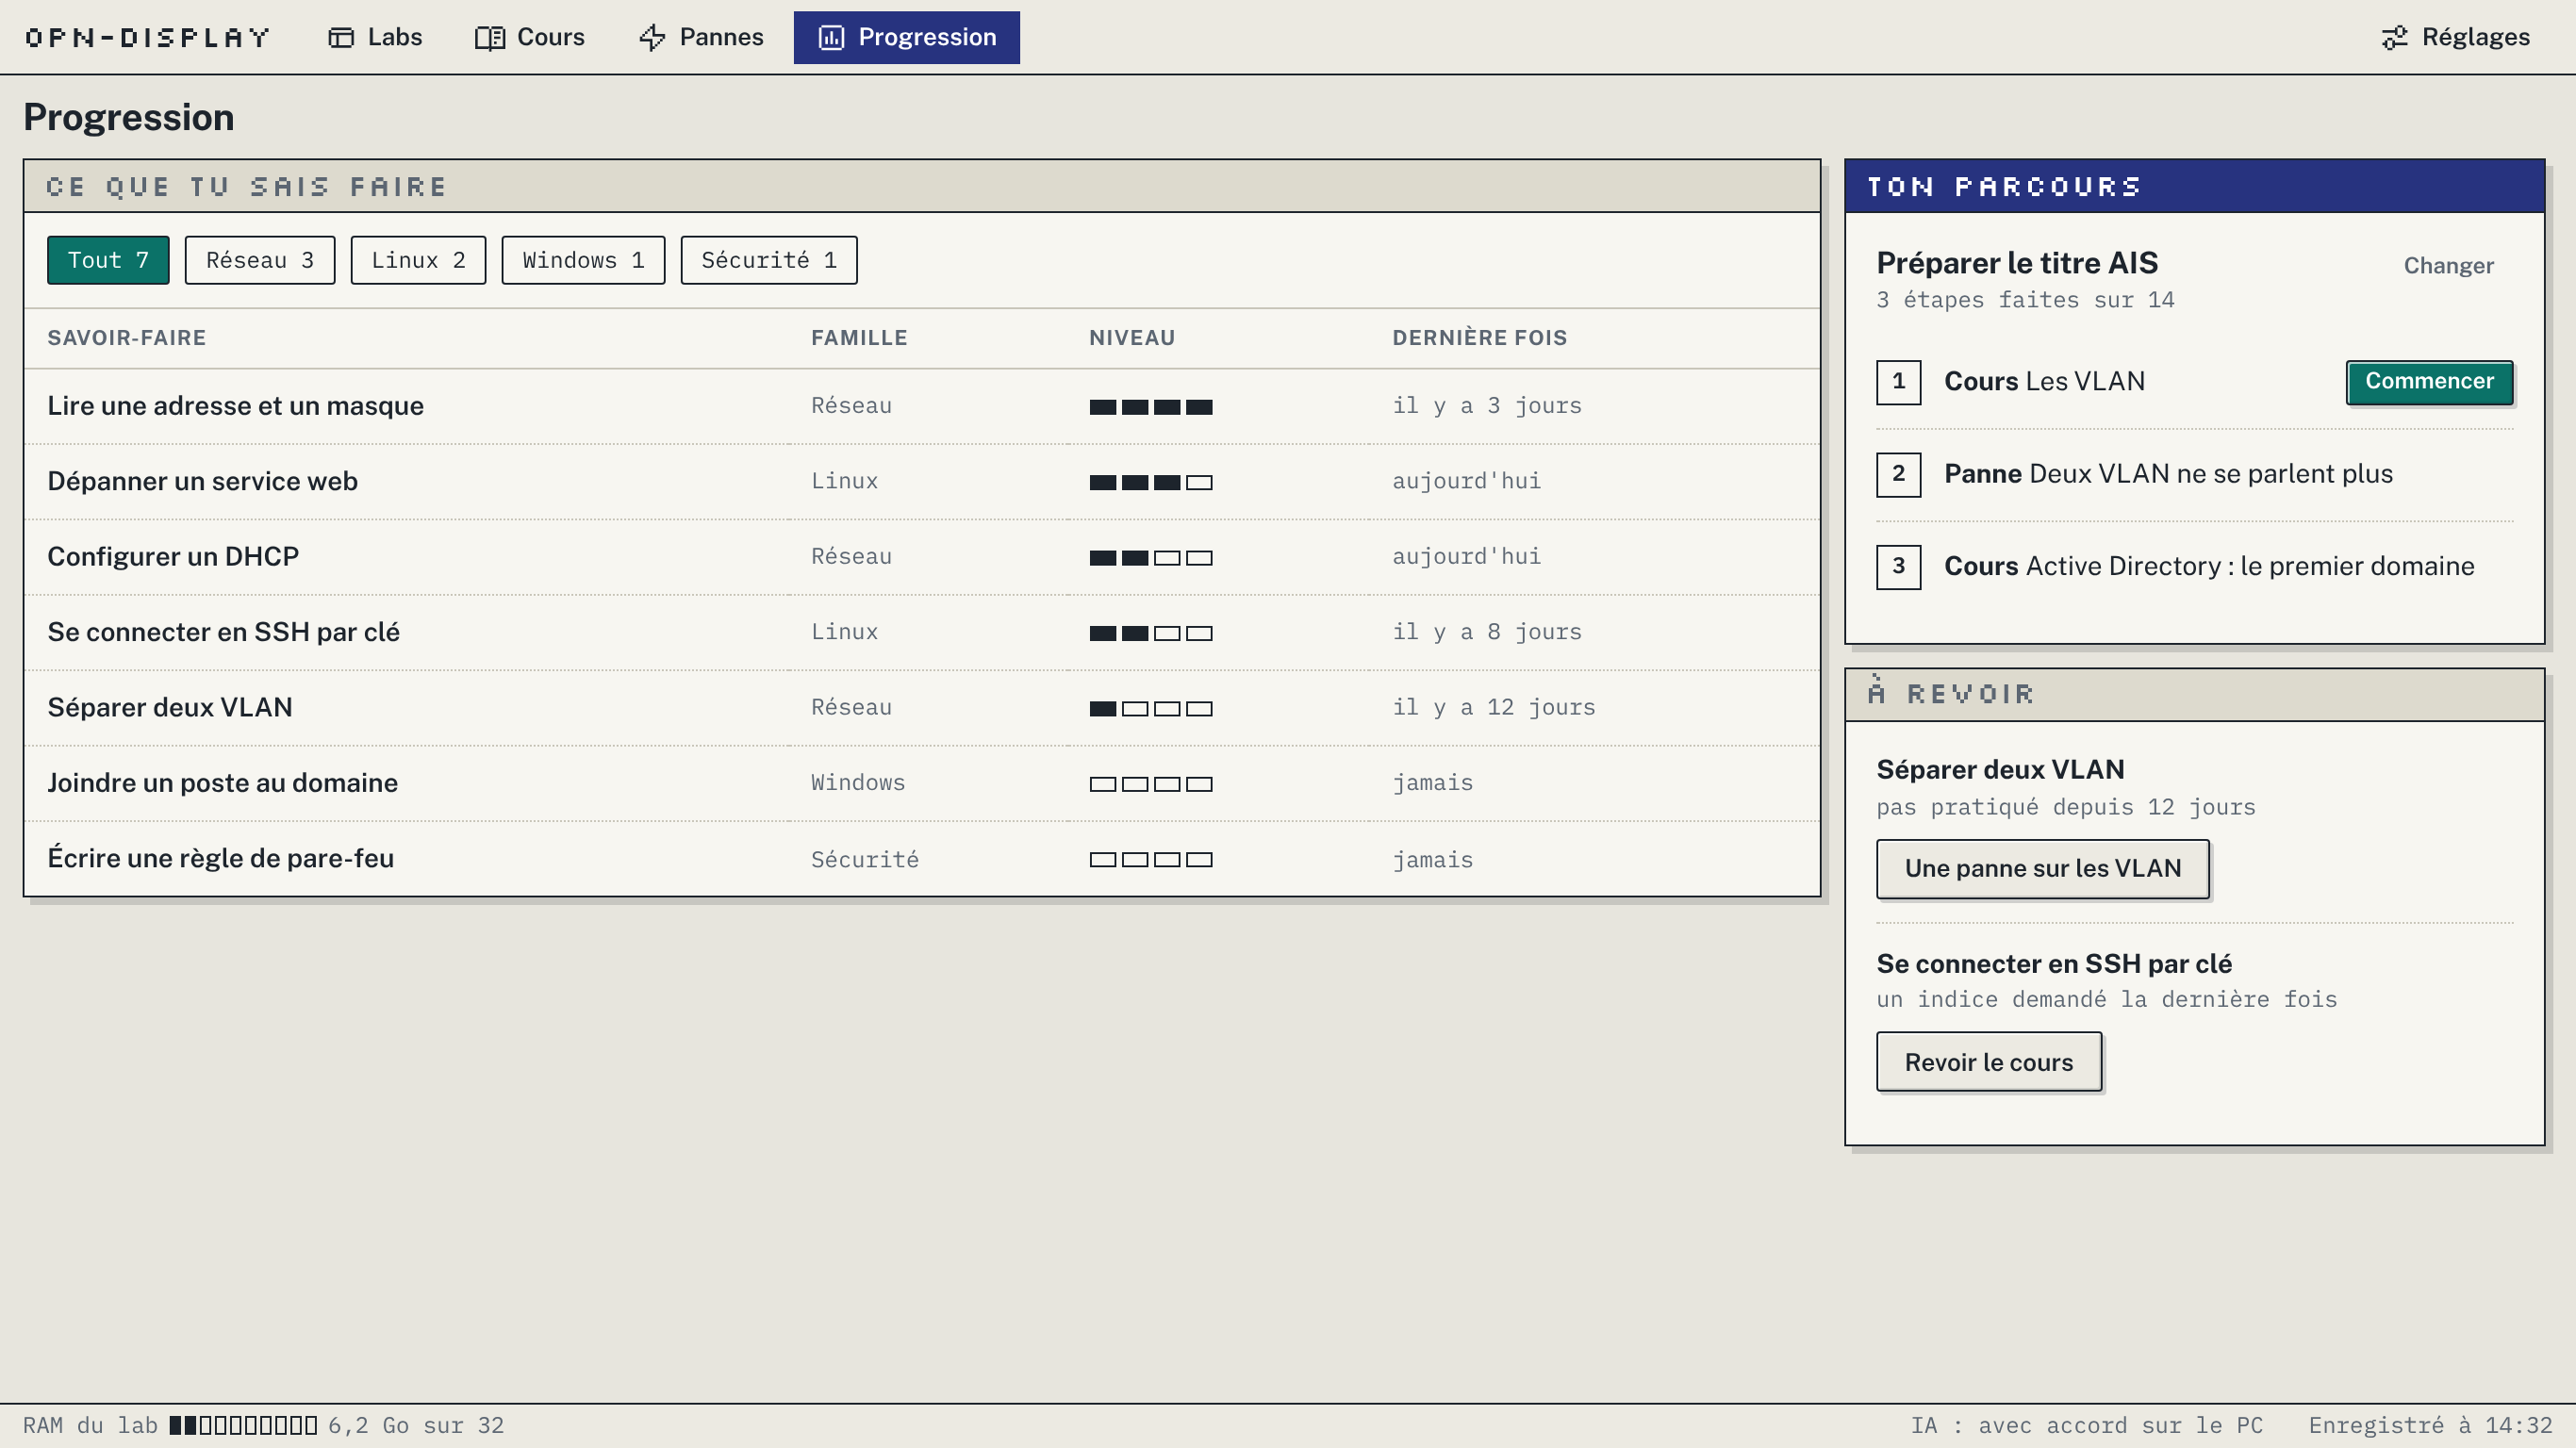 OPN-DISPLAY Labs Cours Pannes Progression Réglages
Progression
CE QUE TU SAIS FAIRE
Tout 7 Réseau 3 Linux 2 Windows 1 Sécurité 1
SAVOIR-FAIRE FAMILLE NIVEAU DERNIÈRE FOIS
Lire une adresse et un masque Réseau il y a 3 jours
Dépanner un service web Linux aujourd'hui
Configurer un DHCP Réseau aujourd'hui
Se connecter en SSH par clé Linux il y a 8 jours
Séparer deux VLAN Réseau il y a 12 jours
Joindre un poste au domaine Windows jamais
Écrire une règle de pare-feu Sécurité jamais
TON PARCOURS
Préparer le titre AIS Changer
3 étapes faites sur 14
1 Cours Les VLAN Commencer
2 Panne Deux VLAN ne se parlent plus
3 Cours Active Directory : le premier domaine
À REVOIR
Séparer deux VLAN
pas pratiqué depuis 12 jours
Une panne sur les VLAN
Se connecter en SSH par clé
un indice demandé la dernière fois
Revoir le cours
RAM du lab 6,2 Go sur 32 IA : avec accord sur le PC Enregistré à 14:32